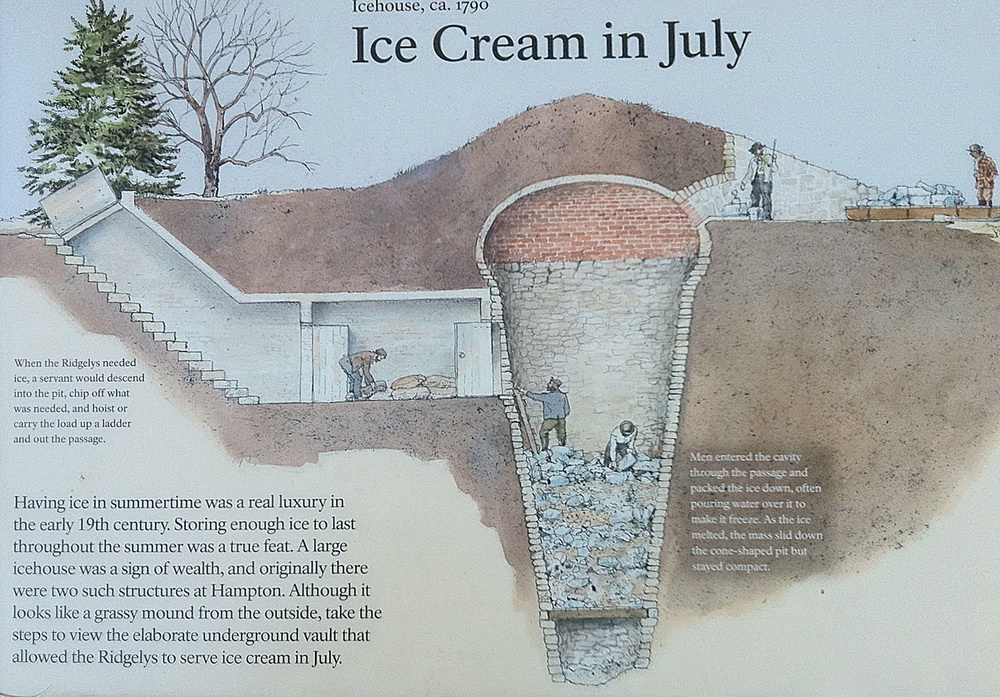 Icehouse, ca. 1790
Ice Cream in July
When the Ridgelys needed
ice, a servant would descend
into the pit, chip off what
was needed, and hoist or
carry the load up a ladder
and out the passage.
Men entered the cavity
through the passage and
packed the ice down, often
pouring water over it to
make it freeze. As the ice
melted, the mass slid down
the cone-shaped pit but
stayed compact.
Having ice in summertime was a real luxury in
the early 19th century. Storing enough ice to last
throughout the summer was a true feat. A large
icehouse was a sign of wealth, and originally there
were two such structures at Hampton. Although it
looks like a grassy mound from the outside, take the
steps to view the elaborate underground vault that
allowed the Ridgelys to serve ice cream in July.